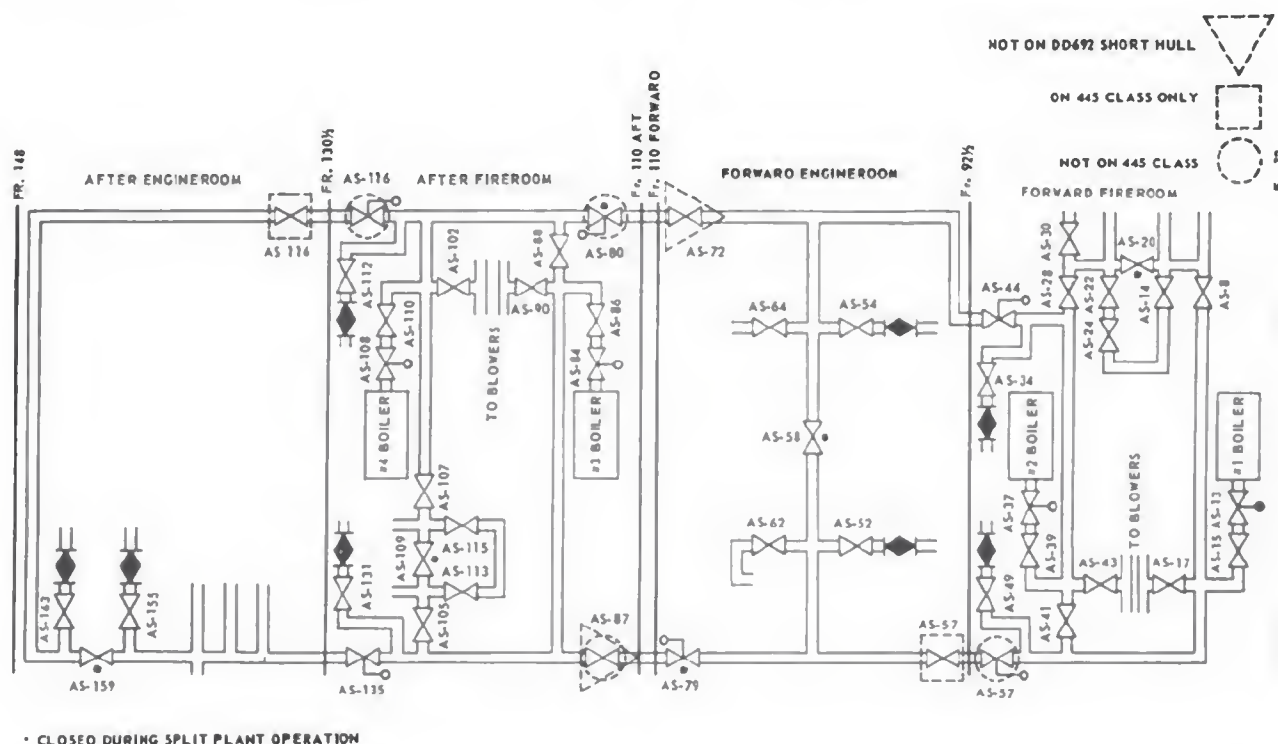 NOT ON DD692 SHORT HULL
ON 445 CLASS ONLY
NOT ON 445 CLASS
FR. 148
AFTER ENGINEROOM
FR. 130½
AS-116
AFTER FIREROOM
Fr. 110 AFT
Fr. 110 FORWARD
FORWARD ENGINEROOM
Fr. 92½
FORWARD FIREROOM
AS-116
AS-112
AS-110
AS-108
AS-102
AS-88
AS-80
AS-90
AS-86
AS-84
TO BLOWERS
#4 BOILER
#3 BOILER
AS-72
AS-64
AS-54
AS-58
AS-62
AS-52
AS-44
AS-30
AS-28
AS-20
AS-22
AS-14
AS-24
AS-8
AS-34
#2 BOILER
#1 BOILER
AS-37
AS-39
TO BLOWERS
AS-13
AS-15
AS-43
AS-17
AS-49
AS-41
AS-107
AS-109
AS-115
AS-113
AS-105
AS-131
AS-163
AS-155
AS-159
AS-135
AS-87
AS-79
AS-57
AS-57
• CLOSED DURING SPLIT PLANT OPERATION